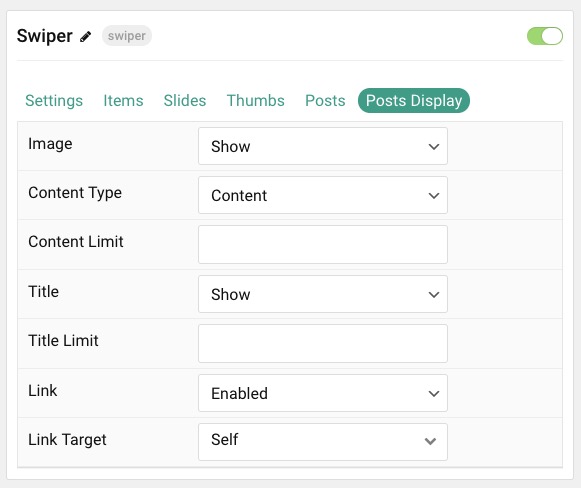 Swiper swiper
Settings Items Slides Thumbs Posts Posts Display
Image Show
Content Type Content
Content Limit
Title Show
Title Limit
Link Enabled
Link Target Self